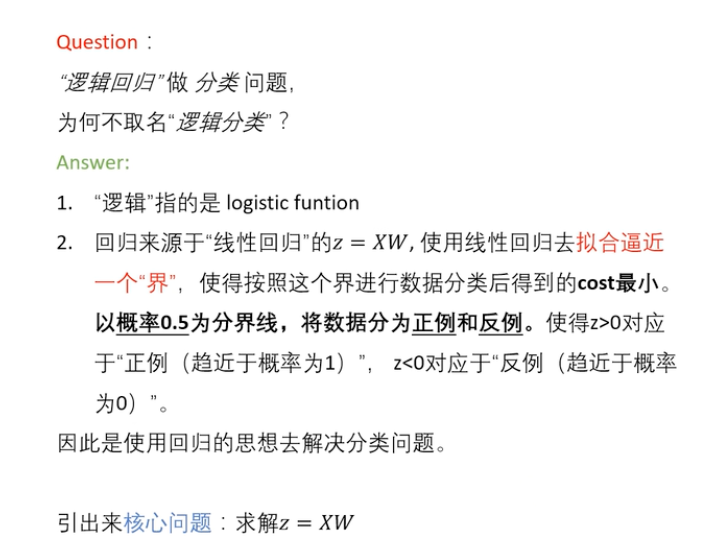 Question：
“逻辑回归”做 分类 问题,
为何不取名“逻辑分类”？
Answer:
1. “逻辑”指的是 logistic funtion
2. 回归来源于“线性回归”的z = XW, 使用线性回归去拟合逼近
一个“界”，使得按照这个界进行数据分类后得到的cost最小。
以概率0.5为分界线，将数据分为正例和反例。使得z>0对应
于“正例（趋近于概率为1）”， z<0对应于“反例（趋近于概率
为0）”。
因此是使用回归的思想去解决分类问题。
引出来核心问题：求解z = XW